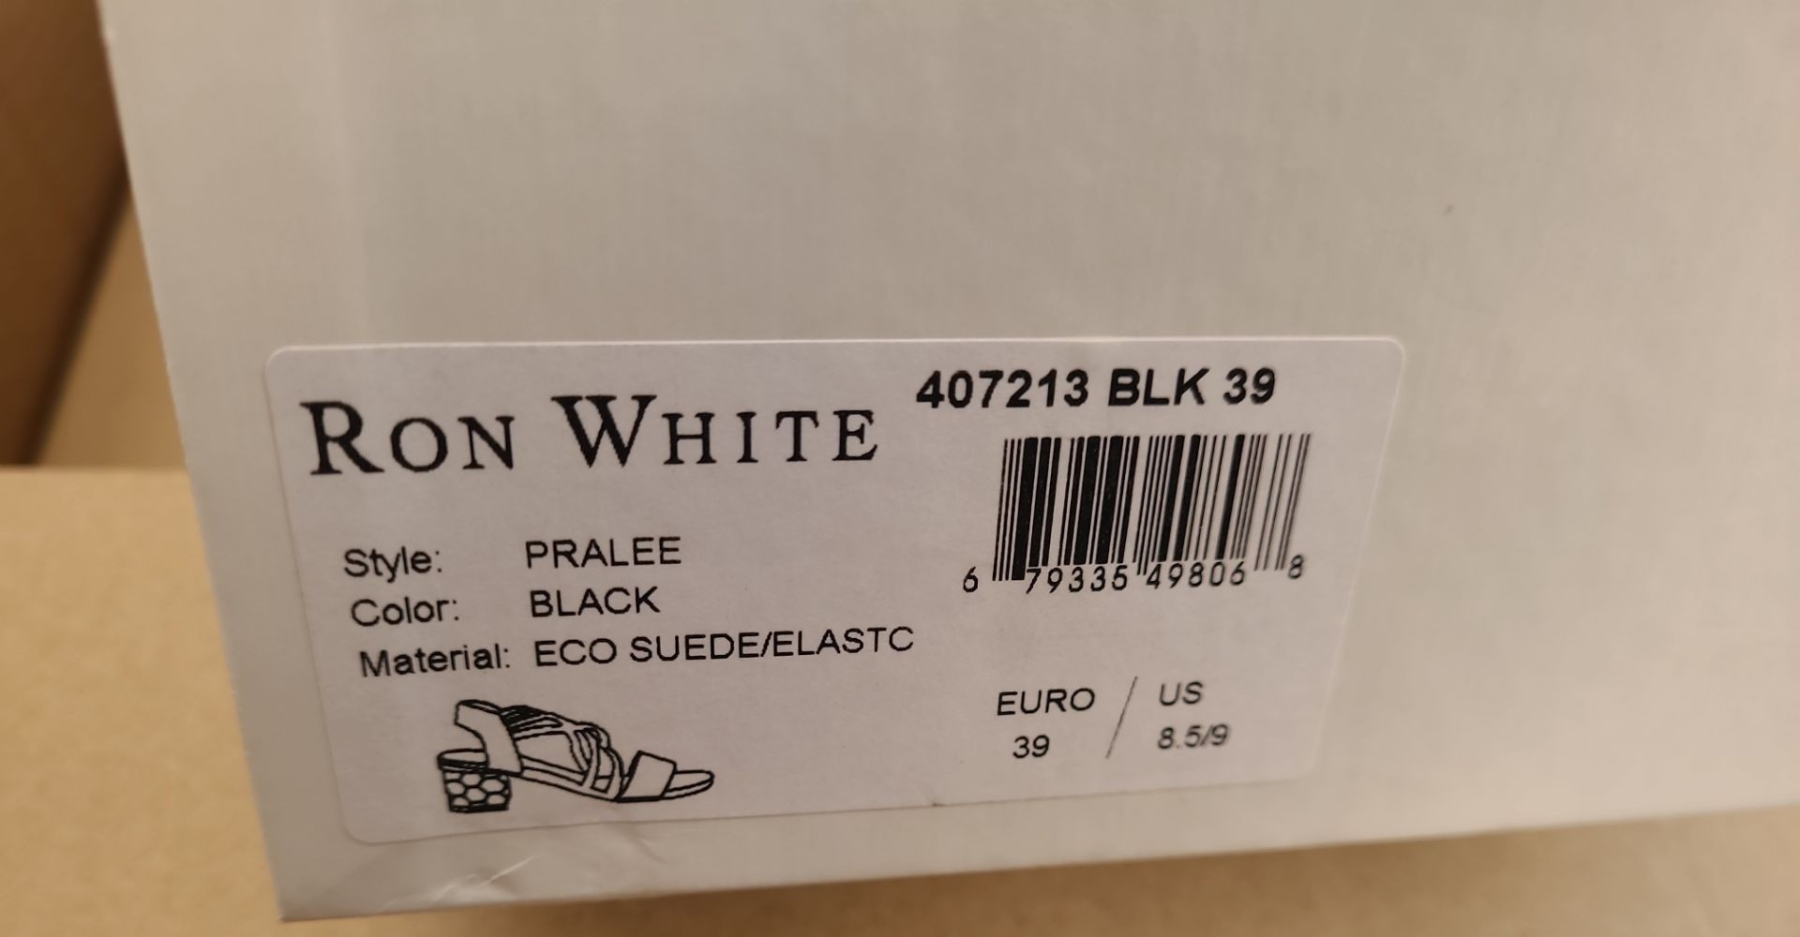 RON WHITE
407213 BLK 39
6 79335 49806 8
Style: PRALEE
Color: BLACK
Material: ECO SUEDE/ELASTC
EURO / US
39 8.5/9